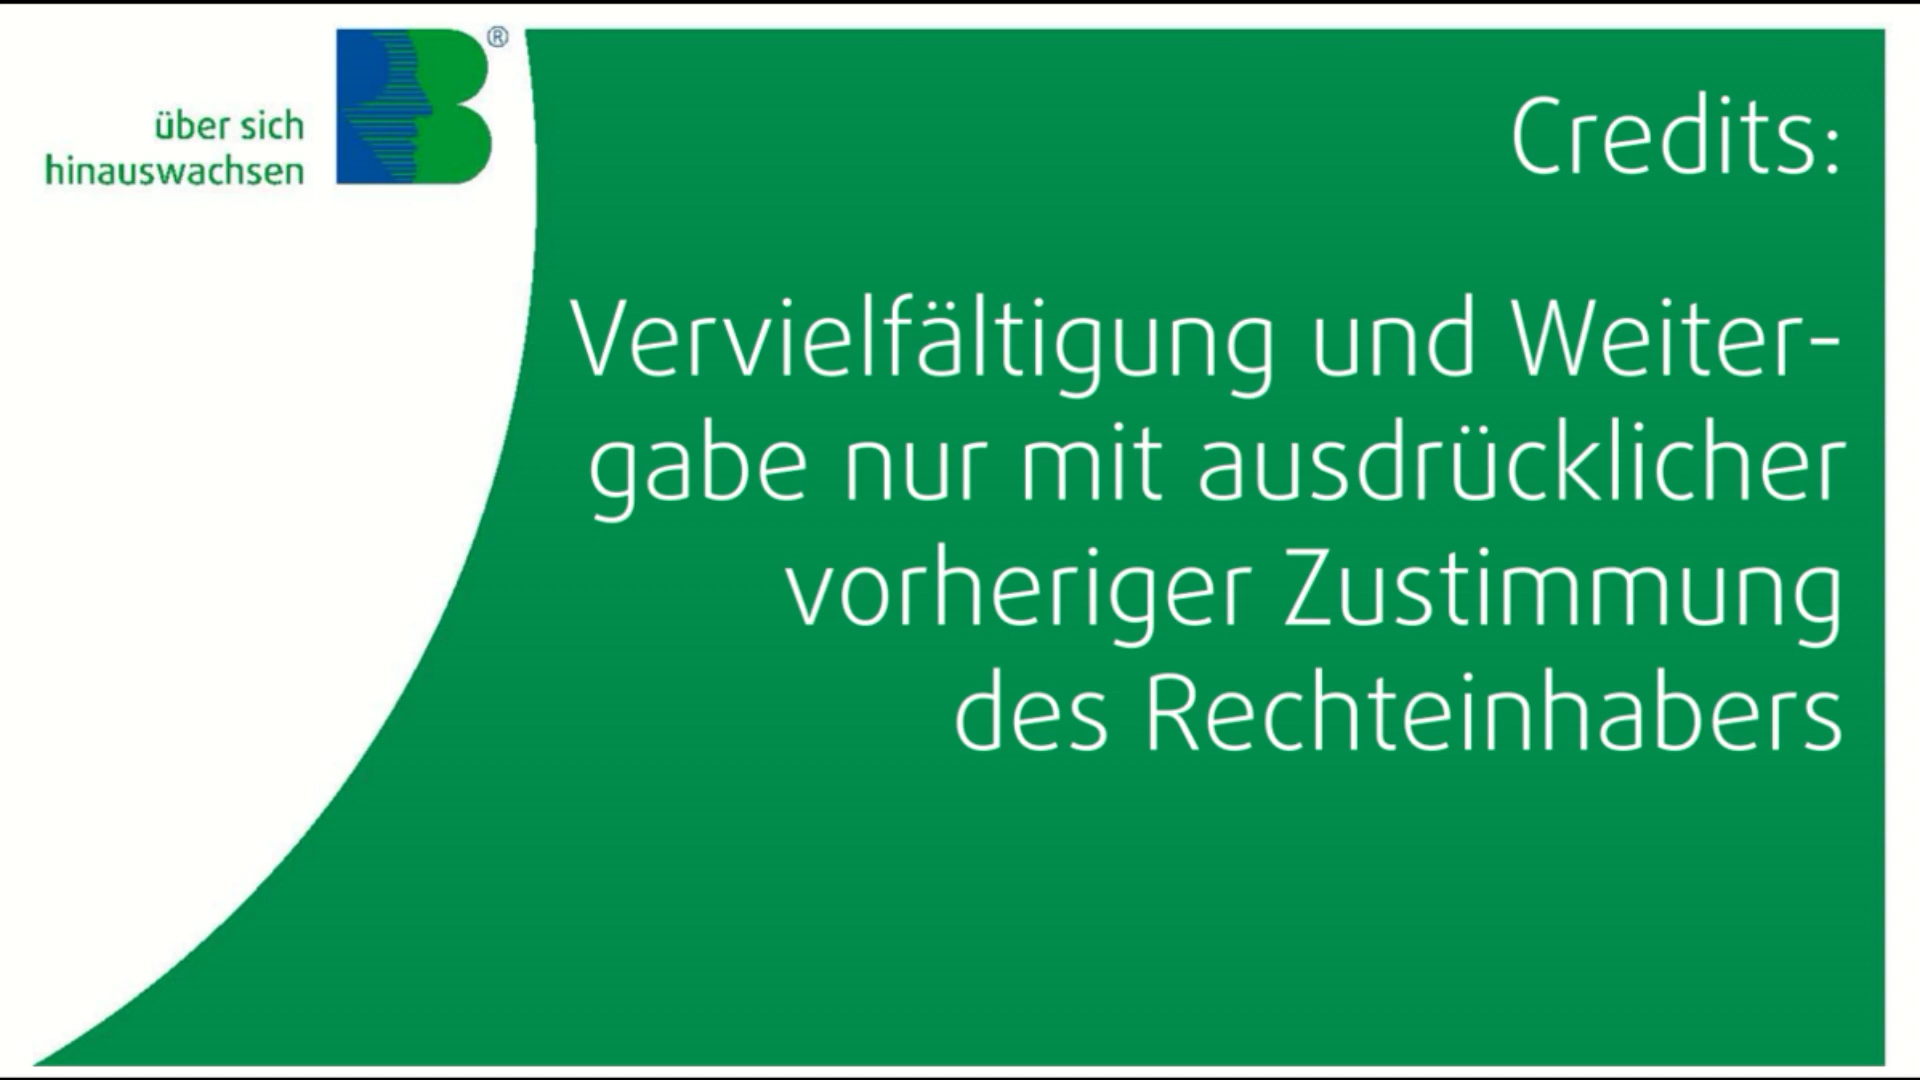 über sich
hinauswachsen
B®
Credits:
Vervielfältigung und Weiter-
gabe nur mit ausdrücklicher
vorheriger Zustimmung
des Rechteinhabers